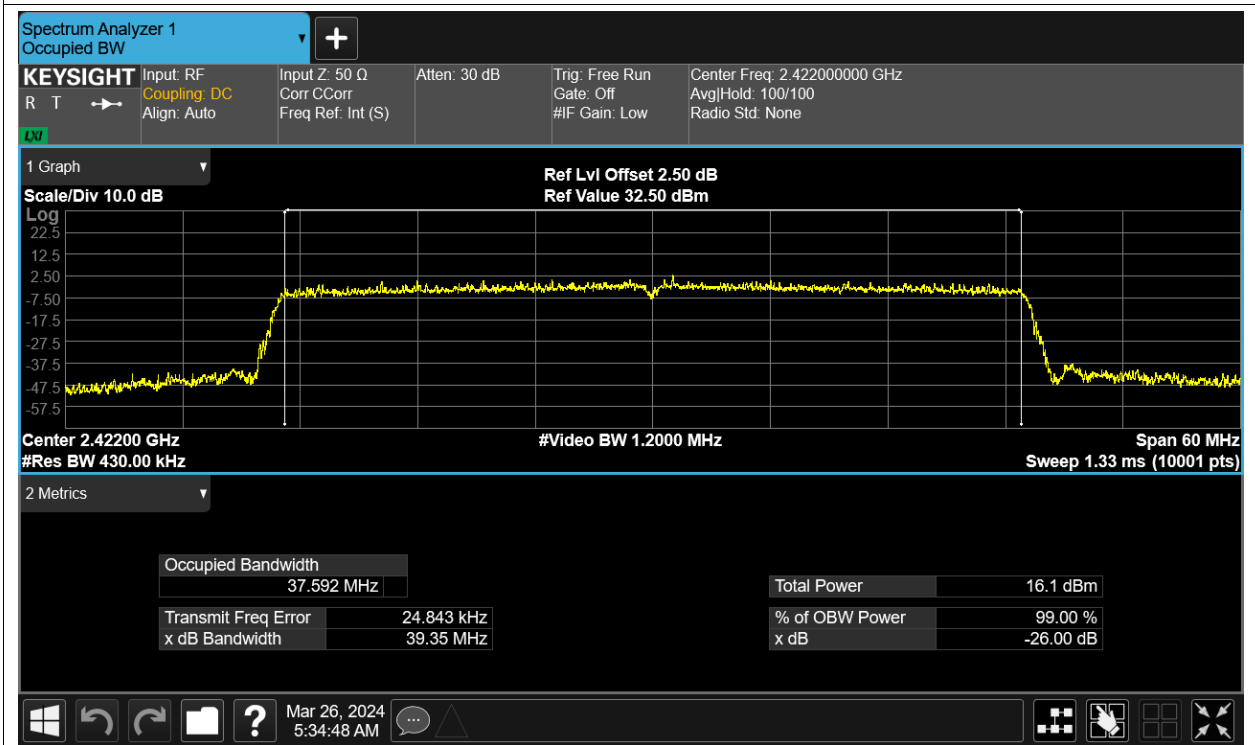 Spectrum Analyzer 1
Occupied BW
KEYSIGHT
R T
LXI
Input: RF
Coupling: DC
Align: Auto
Input Z: 50 Ω
Corr CCorr
Freq Ref: Int (S)
Atten: 30 dB
Trig: Free Run
Gate: Off
#IF Gain: Low
Center Freq: 2.422000000 GHz
Avg|Hold: 100/100
Radio Std: None
1 Graph
Scale/Div 10.0 dB
Ref Lvl Offset 2.50 dB
Ref Value 32.50 dBm
Log
22.5
12.5
2.50
-7.50
-17.5
-27.5
-37.5
-47.5
-57.5
Center 2.42200 GHz
#Res BW 430.00 kHz
#Video BW 1.2000 MHz
Span 60 MHz
Sweep 1.33 ms (10001 pts)
2 Metrics
Occupied Bandwidth
37.592 MHz
Transmit Freq Error 24.843 kHz
x dB Bandwidth 39.35 MHz
Total Power 16.1 dBm
% of OBW Power 99.00 %
x dB -26.00 dB
Mar 26, 2024
5:34:48 AM